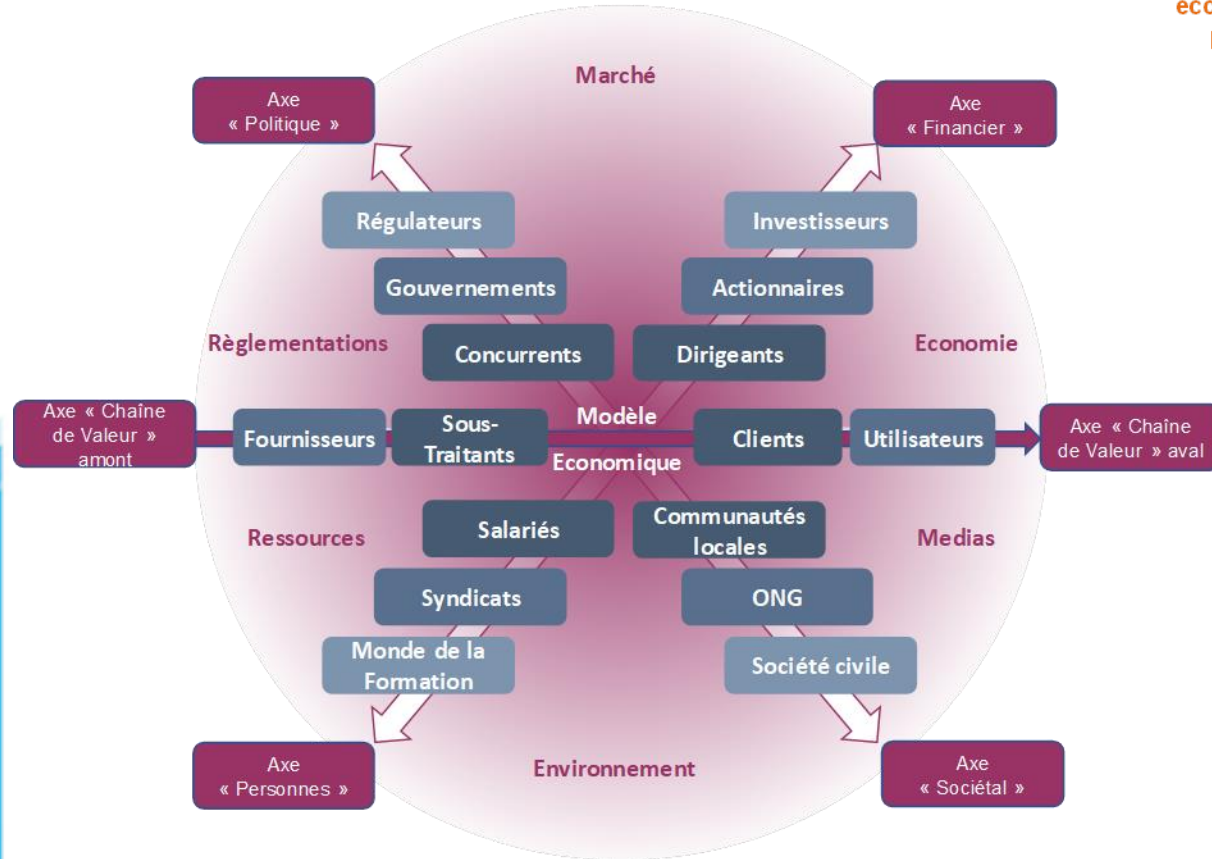 Marché
Axe
« Politique »
Axe
« Financier »
Régulateurs
Investisseurs
Gouvernements
Actionnaires
Règlementations
Concurrents
Dirigeants
Economie
Axe « Chaîne
de Valeur »
amont
Fournisseurs
Sous-
Traitants
Modèle
Economique
Clients
Utilisateurs
Axe « Chaîne
de Valeur » aval
Ressources
Salariés
Communautés
locales
Medias
Syndicats
ONG
Monde de la
Formation
Société civile
Axe
« Personnes »
Environnement
Axe
« Sociétal »